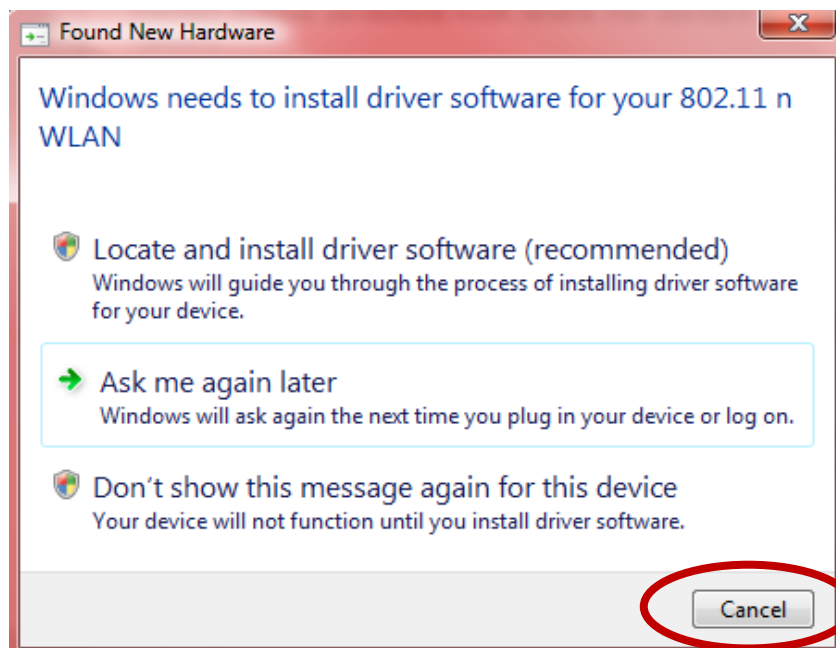 Found New Hardware
Windows needs to install driver software for your 802.11 n
WLAN
Locate and install driver software (recommended)
Windows will guide you through the process of installing driver software
for your device.
Ask me again later
Windows will ask again the next time you plug in your device or log on.
Don't show this message again for this device
Your device will not function until you install driver software.
Cancel